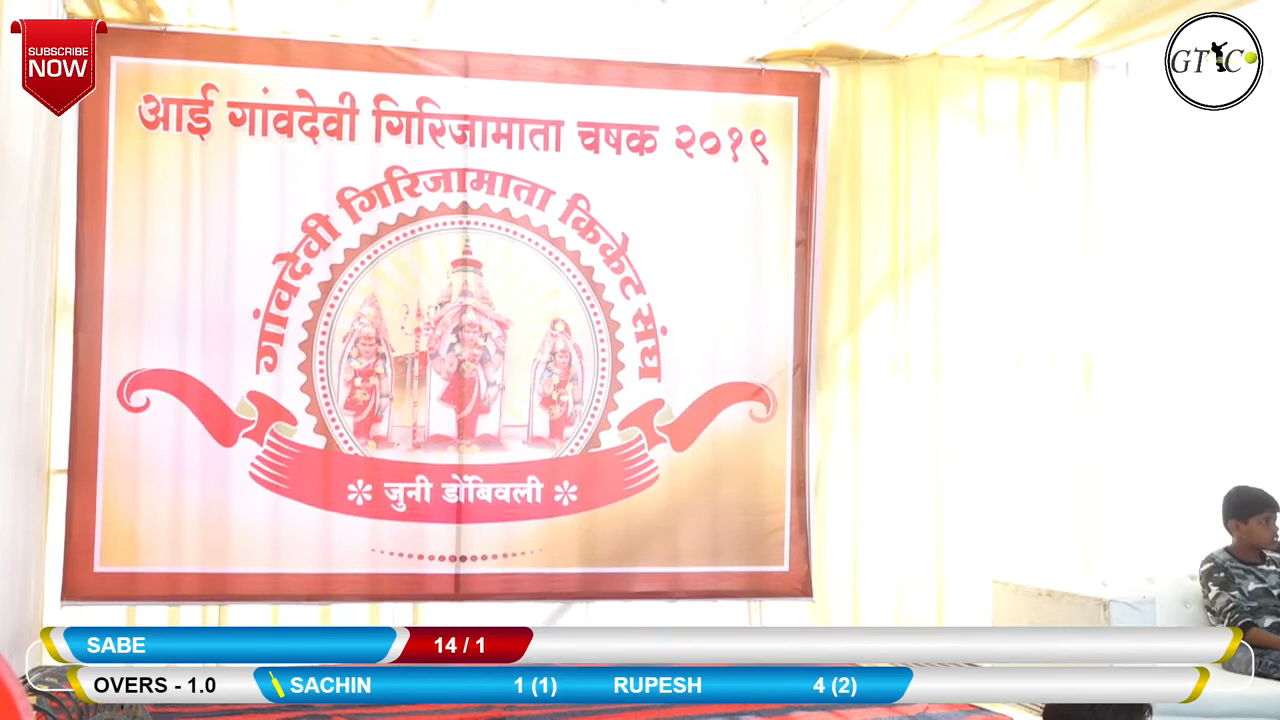 SUBSCRIBE
NOW
GTCC
आई गांवदेवी गिरिजामाता चषक २०१९
गांवदेवी गिरिजामाता क्रिकेट संघ
जुनी डोंबिवली
SABE 14 / 1
OVERS - 1.0 SACHIN 1 (1) RUPESH 4 (2)